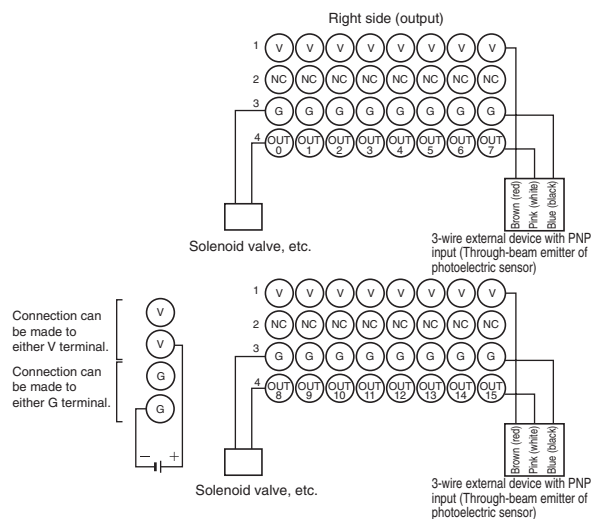 Right side (output)
1 V V V V V V V V
2 NC NC NC NC NC NC NC NC
3 G G G G G G G G
4 OUT 0 OUT 1 OUT 2 OUT 3 OUT 4 OUT 5 OUT 6 OUT 7
Brown (red)
Pink (white)
Blue (black)
Solenoid valve, etc.
3-wire external device with PNP
input (Through-beam emitter of
photoelectric sensor)
Connection can
be made to
either V terminal.
Connection can
be made to
either G terminal.
V
V
G
G
− +
1 V V V V V V V V
2 NC NC NC NC NC NC NC NC
3 G G G G G G G G
4 OUT 8 OUT 9 OUT 10 OUT 11 OUT 12 OUT 13 OUT 14 OUT 15
Brown (red)
Pink (white)
Blue (black)
Solenoid valve, etc.
3-wire external device with PNP
input (Through-beam emitter of
photoelectric sensor)